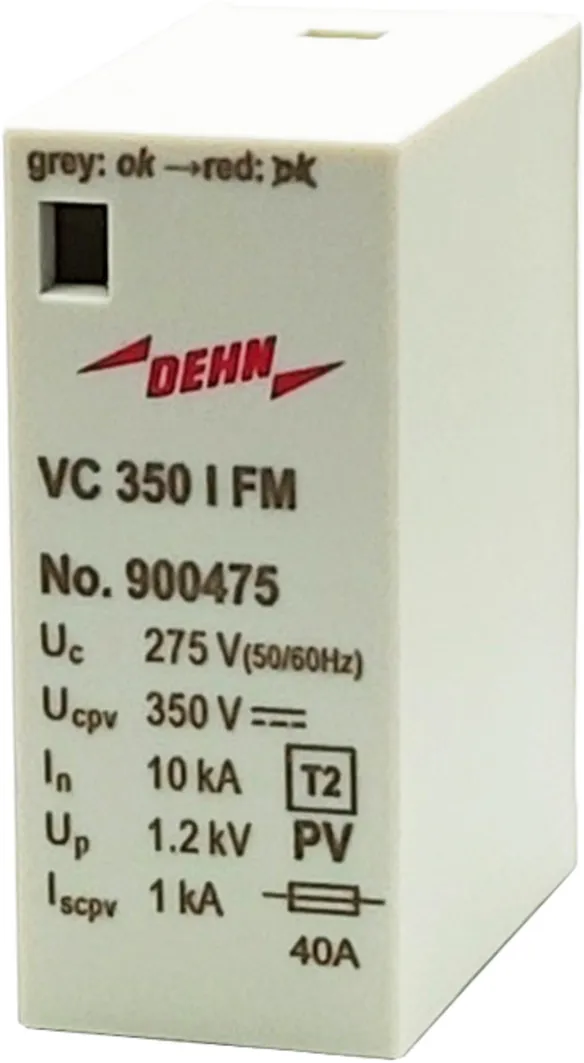 grey: ok →red: ok
DEHN
VC 350 I FM
No. 900475
Uc 275 V(50/60Hz)
Ucpv 350 V
In 10 kA T2
Up 1.2 kV PV
Iscpv 1 kA
40A